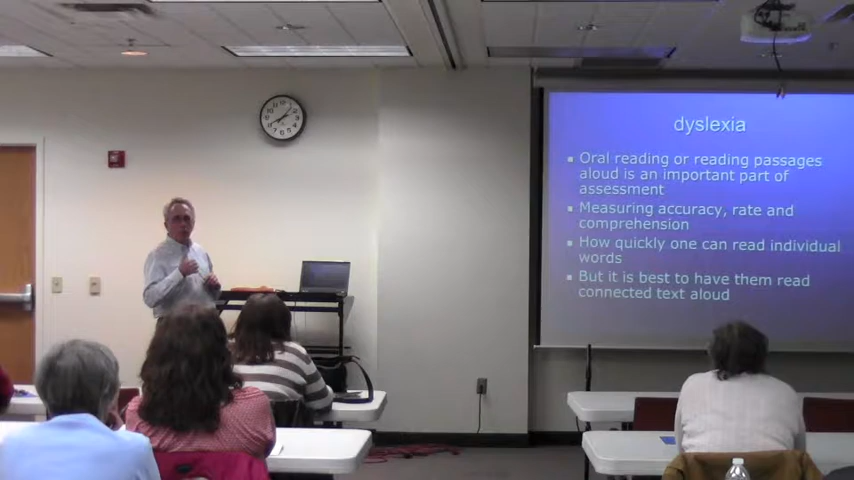 dyslexia
Oral reading or reading passages
aloud is an important part of
assessment
Measuring accuracy, rate and
comprehension
How quickly one can read individual
words
But it is best to have them read
connected text aloud